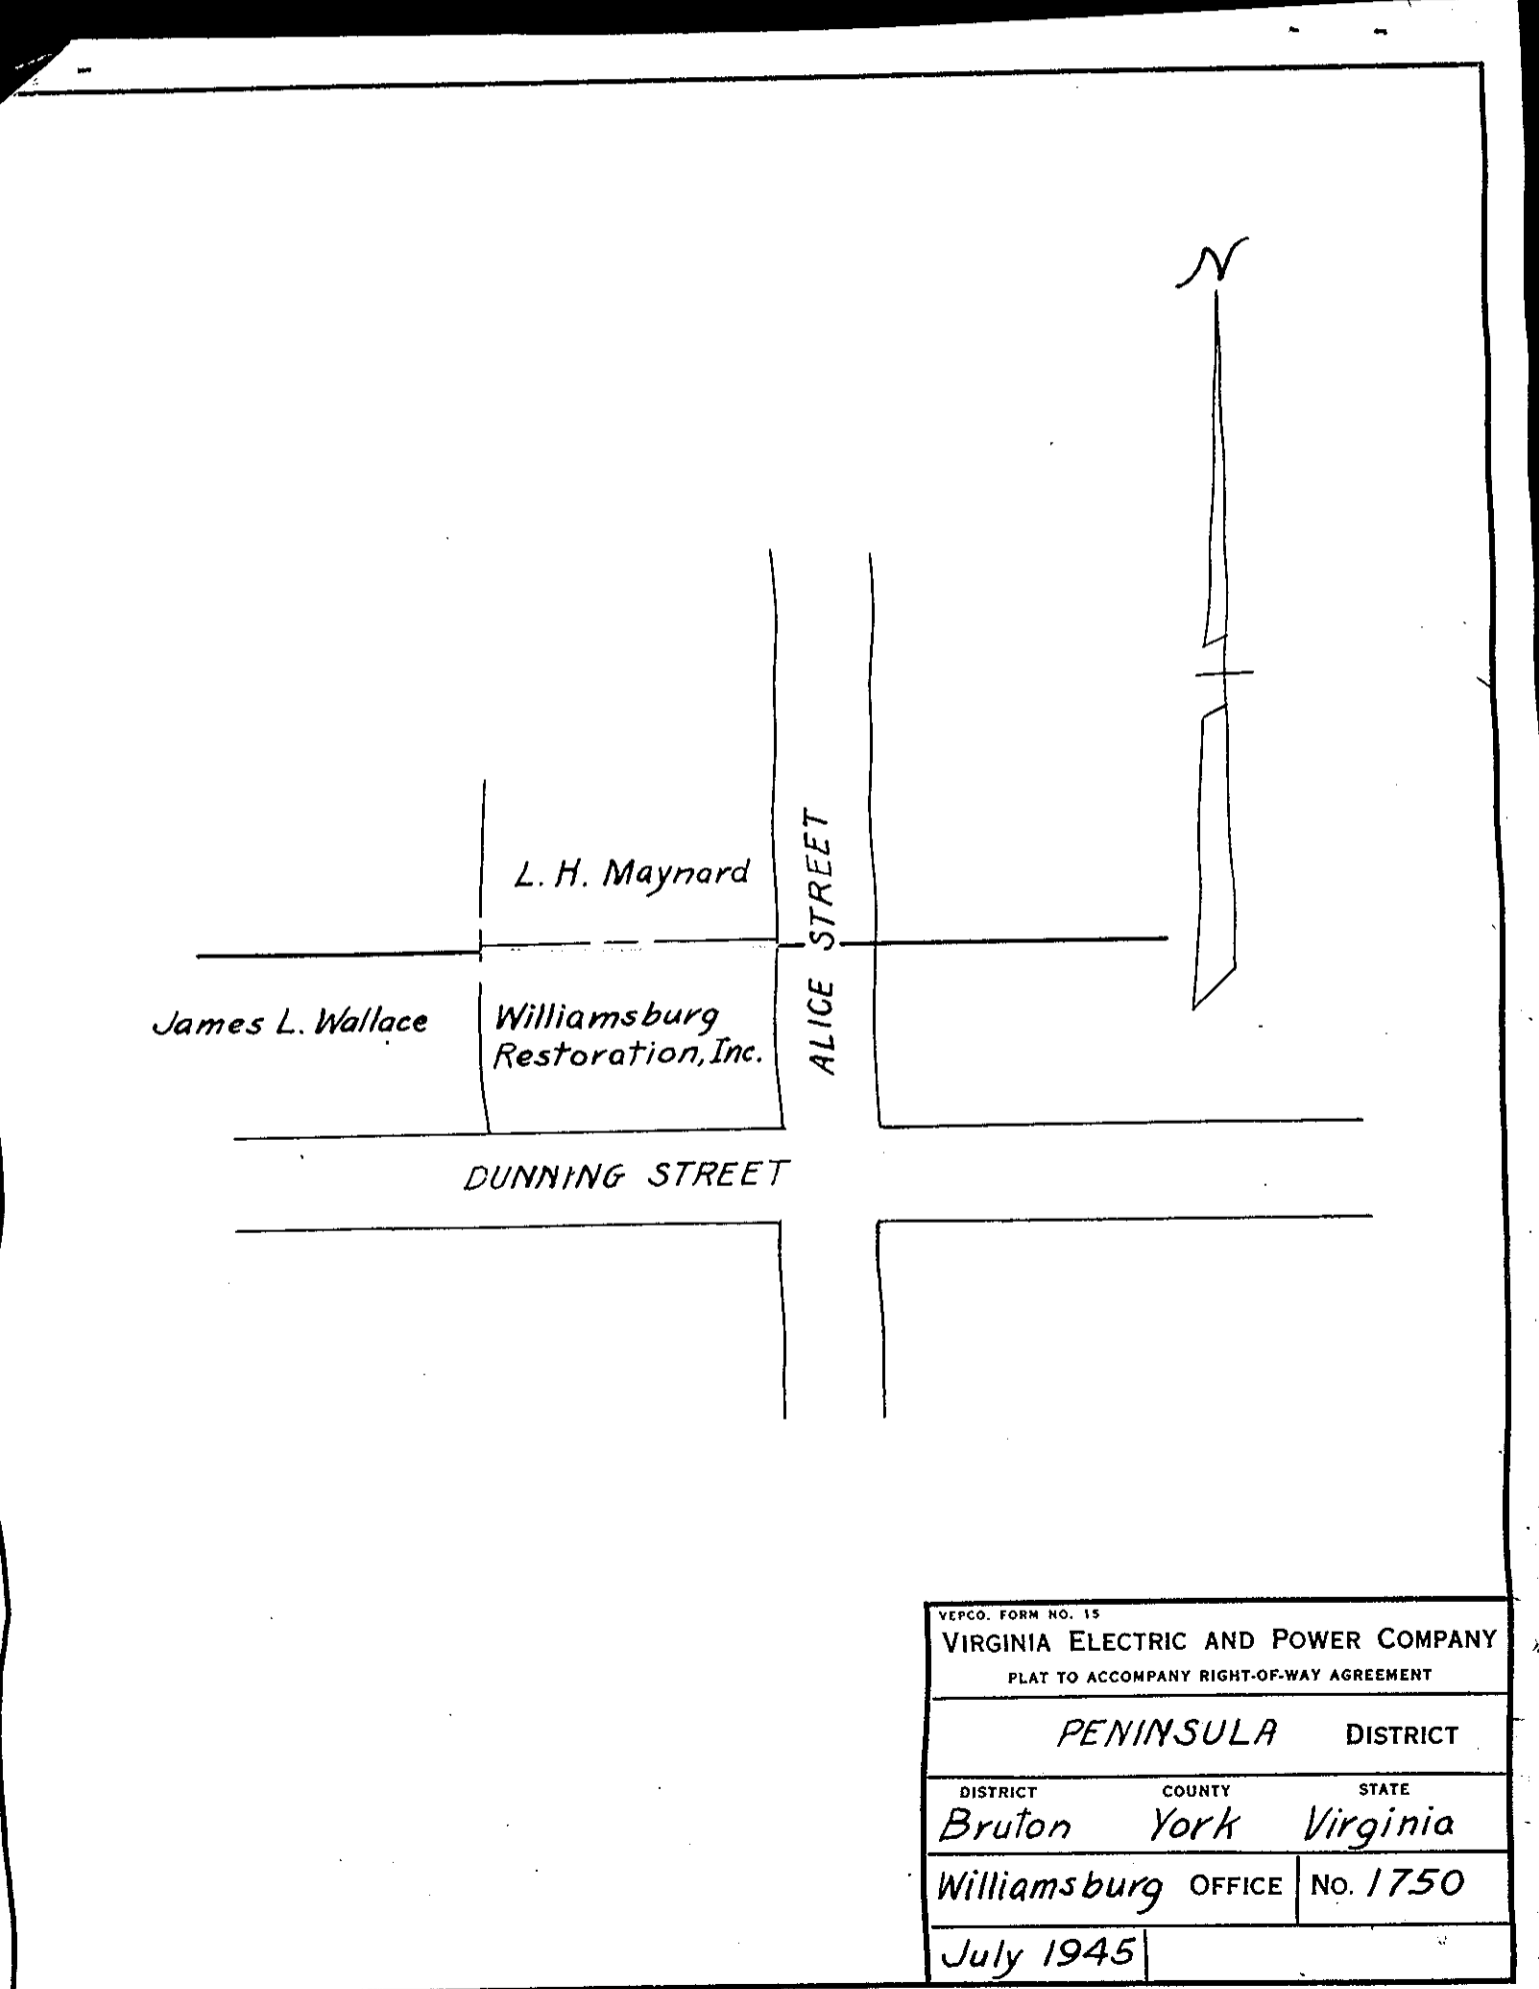 N
L. H. Maynard
ALICE STREET
James L. Wallace
Williamsburg
Restoration, Inc.
DUNNING STREET
VEPCO. FORM NO. 15
VIRGINIA ELECTRIC AND POWER COMPANY
PLAT TO ACCOMPANY RIGHT-OF-WAY AGREEMENT
PENINSULA DISTRICT
DISTRICT COUNTY STATE
Bruton York Virginia
Williamsburg OFFICE No. 1750
July 1945